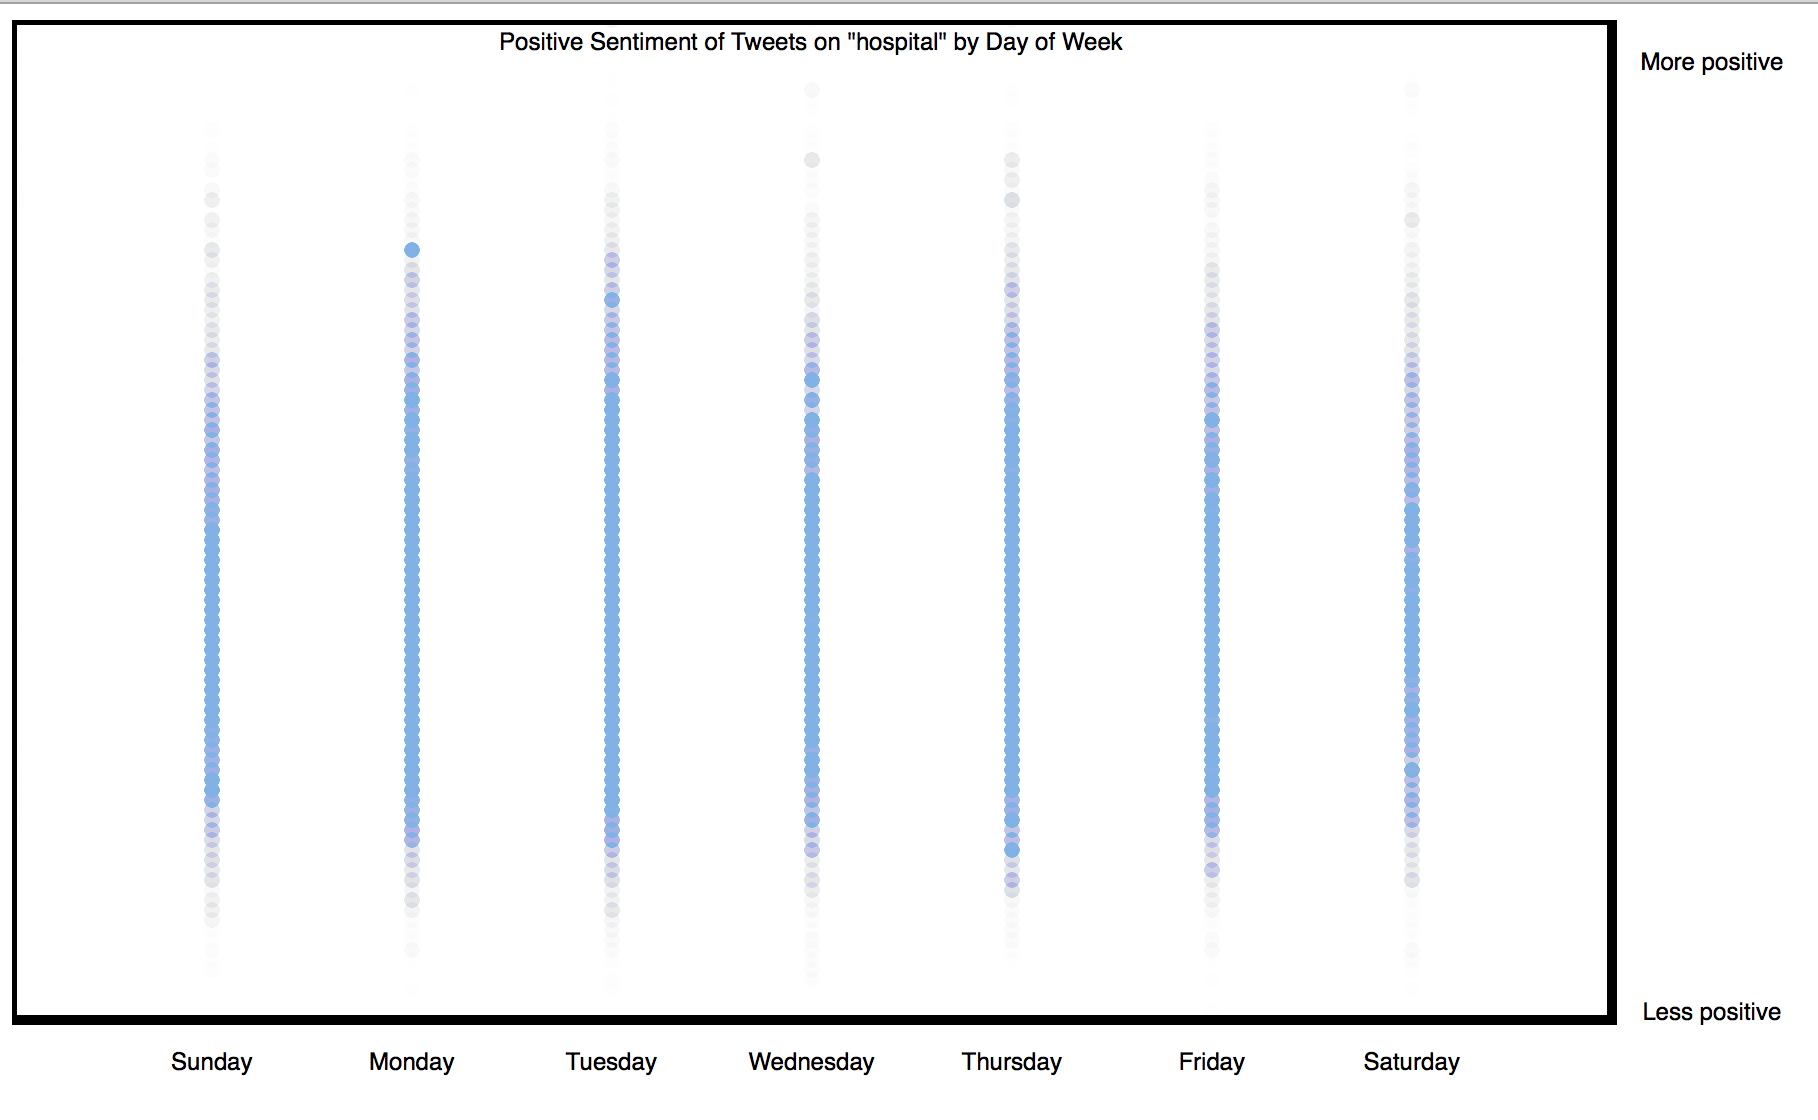 Positive Sentiment of Tweets on "hospital" by Day of Week
More positive
Less positive
Sunday
Monday
Tuesday
Wednesday
Thursday
Friday
Saturday